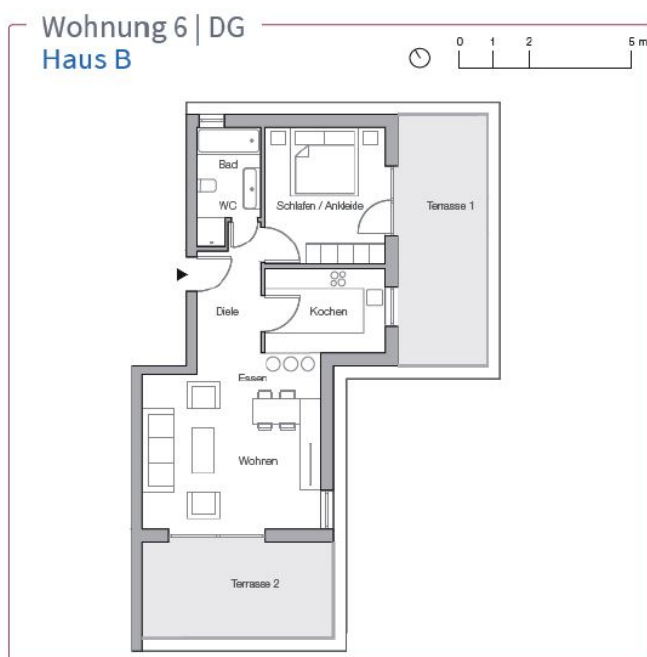 Wohnung 6 | DG
Haus B
0 1 2 5 m
Bad
WC
Schlafen / Ankleide
Terrasse 1
Diele
Kochen
Essen
Wohnen
Terrasse 2